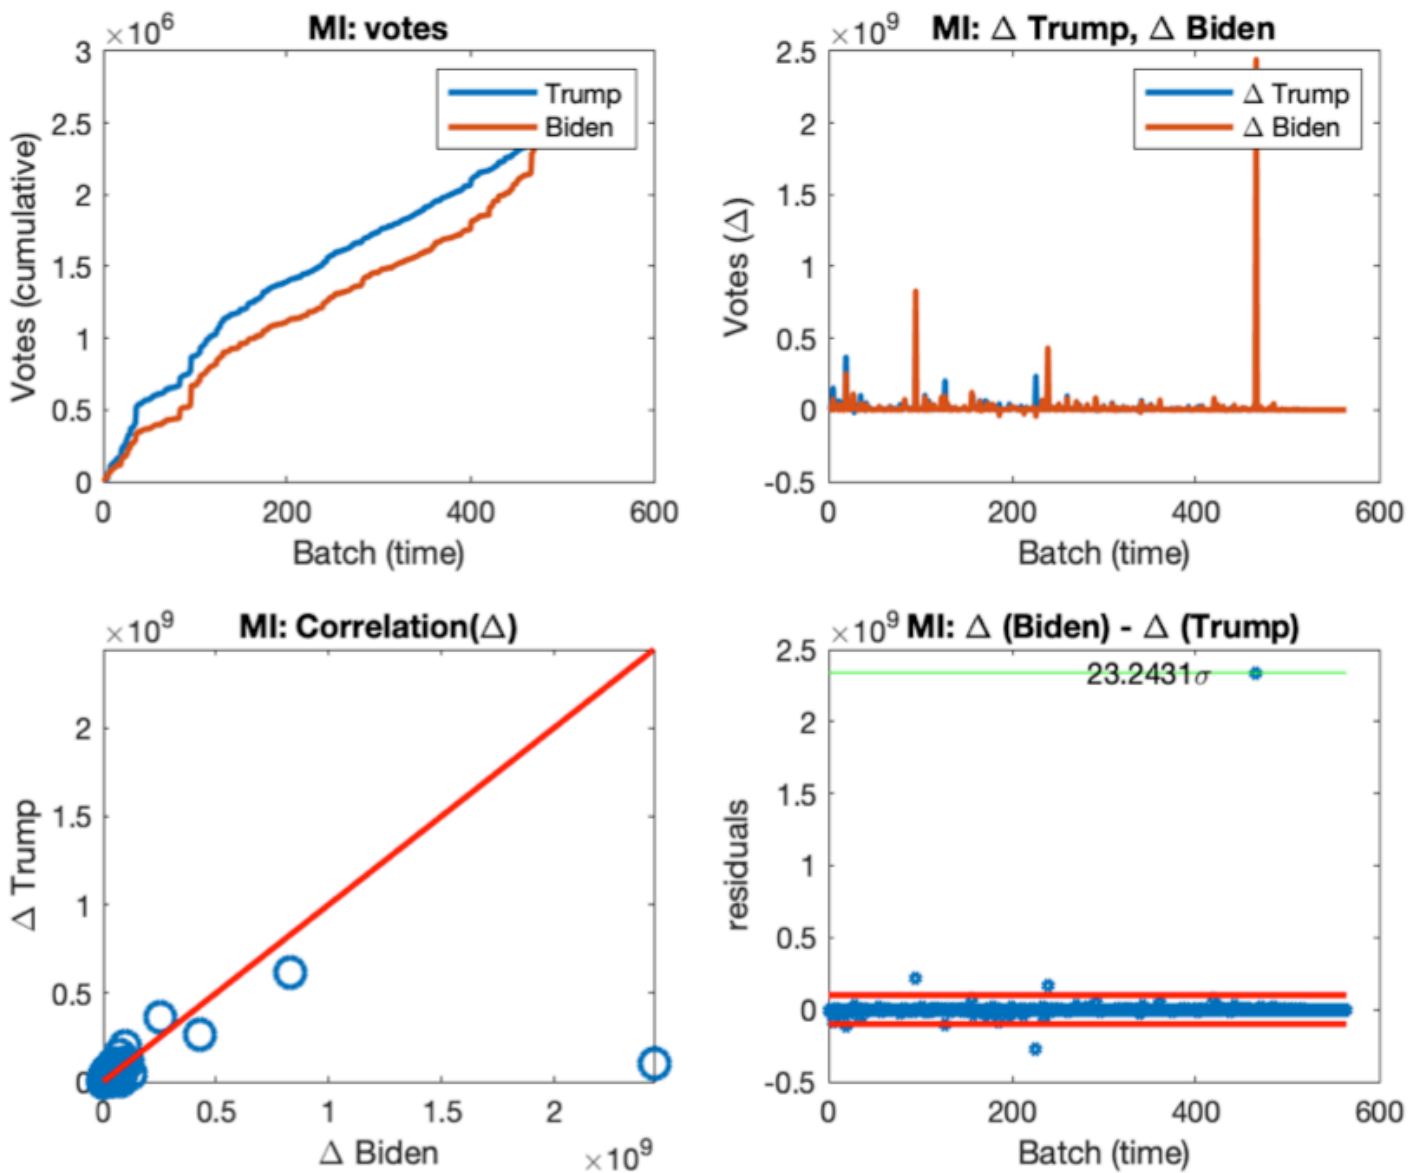 MI: votes
×10⁶
3
2.5
2
1.5
1
0.5
0
0 200 400 600
Votes (cumulative)
Batch (time)
Trump
Biden
MI: Δ Trump, Δ Biden
×10⁹
2.5
2
1.5
1
0.5
0
-0.5
0 200 400 600
Votes (Δ)
Batch (time)
Δ Trump
Δ Biden
MI: Correlation(Δ)
×10⁹
2
1.5
1
0.5
0
0 0.5 1 1.5 2
Δ Trump
Δ Biden
×10⁹
MI: Δ (Biden) - Δ (Trump)
×10⁹
2.5
2
1.5
1
0.5
0
-0.5
0 200 400 600
residuals
Batch (time)
23.2431σ